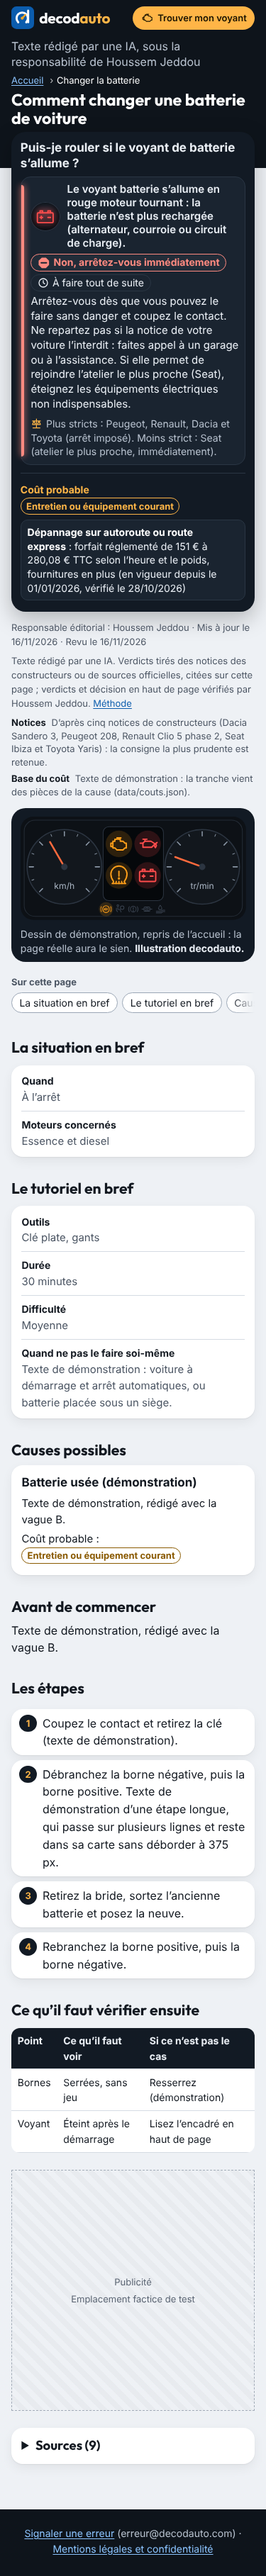 decodauto
Trouver mon voyant
Texte rédigé par une IA, sous la
responsabilité de Houssem Jeddou
Accueil › Changer la batterie
Comment changer une batterie
de voiture
Puis-je rouler si le voyant de batterie
s’allume ?
Le voyant batterie s’allume en
rouge moteur tournant : la
batterie n’est plus rechargée
(alternateur, courroie ou circuit
de charge).
Non, arrêtez-vous immédiatement
À faire tout de suite
Arrêtez-vous dès que vous pouvez le
faire sans danger et coupez le contact.
Ne repartez pas si la notice de votre
voiture l’interdit : faites appel à un garage
ou à l’assistance. Si elle permet de
rejoindre l’atelier le plus proche (Seat),
éteignez les équipements électriques
non indispensables.
Plus stricts : Peugeot, Renault, Dacia et
Toyota (arrêt imposé). Moins strict : Seat
(atelier le plus proche, immédiatement).
Coût probable
Entretien ou équipement courant
Dépannage sur autoroute ou route
express : forfait réglementé de 151 € à
280,08 € TTC selon l’heure et le poids,
fournitures en plus (en vigueur depuis le
01/01/2026, vérifié le 28/10/2026)
Responsable éditorial : Houssem Jeddou · Mis à jour le
16/11/2026 · Revu le 16/11/2026
Texte rédigé par une IA. Verdicts tirés des notices des
constructeurs ou de sources officielles, citées sur cette
page ; verdicts et décision en haut de page vérifiés par
Houssem Jeddou. Méthode
Notices D’après cinq notices de constructeurs (Dacia
Sandero 3, Peugeot 208, Renault Clio 5 phase 2, Seat
Ibiza et Toyota Yaris) : la consigne la plus prudente est
retenue.
Base du coût Texte de démonstration : la tranche vient
des pièces de la cause (data/couts.json).
km/h
tr/min
Dessin de démonstration, repris de l’accueil : la
page réelle aura le sien. Illustration decodauto.
Sur cette page
La situation en bref
Le tutoriel en bref
Cau
La situation en bref
Quand
À l’arrêt
Moteurs concernés
Essence et diesel
Le tutoriel en bref
Outils
Clé plate, gants
Durée
30 minutes
Difficulté
Moyenne
Quand ne pas le faire soi-même
Texte de démonstration : voiture à
démarrage et arrêt automatiques, ou
batterie placée sous un siège.
Causes possibles
Batterie usée (démonstration)
Texte de démonstration, rédigé avec la
vague B.
Coût probable :
Entretien ou équipement courant
Avant de commencer
Texte de démonstration, rédigé avec la
vague B.
Les étapes
1 Coupez le contact et retirez la clé
(texte de démonstration).
2 Débranchez la borne négative, puis la
borne positive. Texte de
démonstration d’une étape longue,
qui passe sur plusieurs lignes et reste
dans sa carte sans déborder à 375
px.
3 Retirez la bride, sortez l’ancienne
batterie et posez la neuve.
4 Rebranchez la borne positive, puis la
borne négative.
Ce qu’il faut vérifier ensuite
Point Ce qu’il faut voir Si ce n’est pas le cas
Bornes Serrées, sans jeu Resserrez (démonstration)
Voyant Éteint après le démarrage Lisez l’encadré en haut de page
Publicité
Emplacement factice de test
Sources (9)
Signaler une erreur (erreur@decodauto.com) ·
Mentions légales et confidentialité